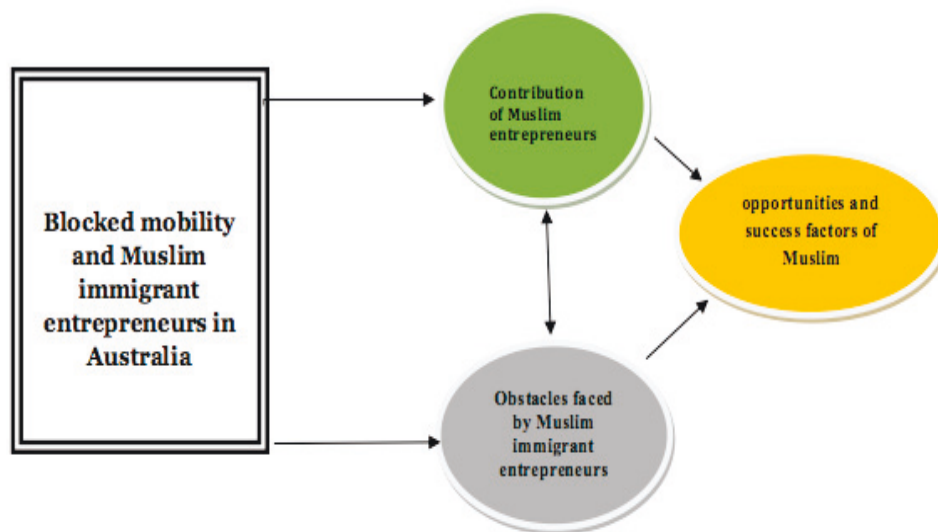 Blocked mobility
and Muslim
immigrant
entrepreneurs in
Australia
Contribution
of Muslim
entrepreneurs
opportunities and
success factors of
Muslim
Obstacles faced
by Muslim
immigrant
entrepreneurs